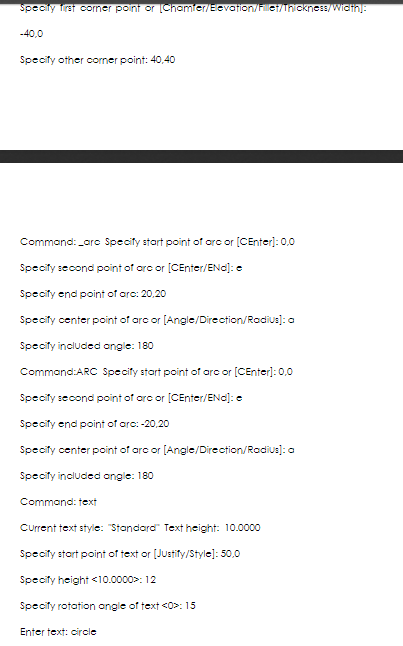 Specify first corner point or [Chamfer/Elevation/Fillet/Thickness/Width]:
-40,0
Specify other corner point: 40,40
Command: _arc Specify start point of arc or [CEnter]: 0,0
Specify second point of arc or [CEnter/ENd]: e
Specify end point of arc: 20,20
Specify center point of arc or [Angle/Direction/Radius]: a
Specify included angle: 180
Command:ARC Specify start point of arc or [CEnter]: 0,0
Specify second point of arc or [CEnter/ENd]: e
Specify end point of arc: -20,20
Specify center point of arc or [Angle/Direction/Radius]: a
Specify included angle: 180
Command: text
Current text style: "Standard" Text height: 10.0000
Specify start point of text or [Justify/Style]: 50,0
Specify height <10.0000>: 12
Specify rotation angle of text <0>: 15
Enter text: circle